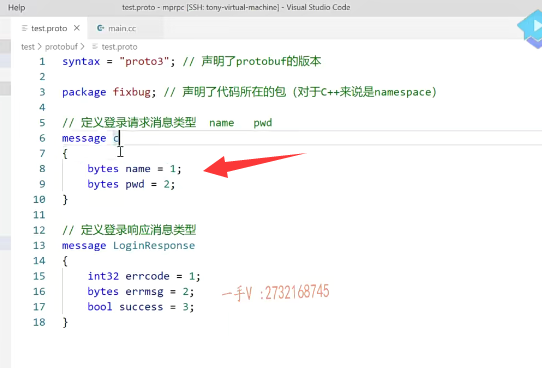 Help
test.proto - mprpc [SSH: tony-virtual-machine] - Visual Studio Code
test.proto × main.cc
test › protobuf › test.proto
1 syntax = "proto3"; // 声明了protobuf的版本
2
3 package fixbug; // 声明了代码所在的包（对于C++来说是namespace）
4
5 // 定义登录请求消息类型 name pwd
6 message c
7 {
8 bytes name = 1;
9 bytes pwd = 2;
10 }
11
12 // 定义登录响应消息类型
13 message LoginResponse
14 {
15 int32 errcode = 1;
16 bytes errmsg = 2;
17 bool success = 3;
18 }
一手V :2732168745